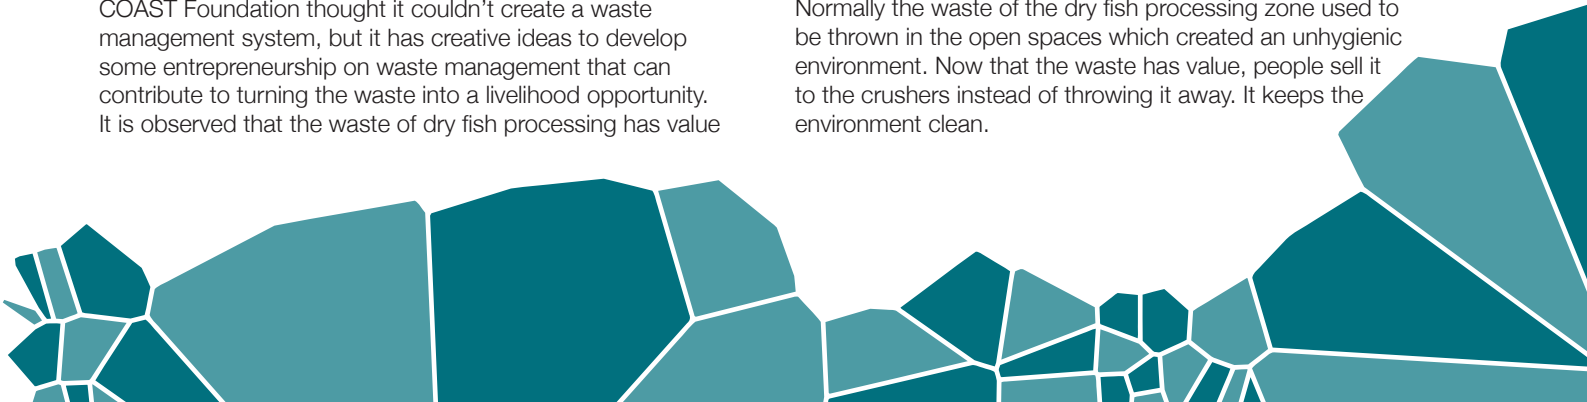 COAST Foundation thought it couldn’t create a waste
management system, but it has creative ideas to develop
some entrepreneurship on waste management that can
contribute to turning the waste into a livelihood opportunity.
It is observed that the waste of dry fish processing has value
Normally the waste of the dry fish processing zone used to
be thrown in the open spaces which created an unhygienic
environment. Now that the waste has value, people sell it
to the crushers instead of throwing it away. It keeps the
environment clean.